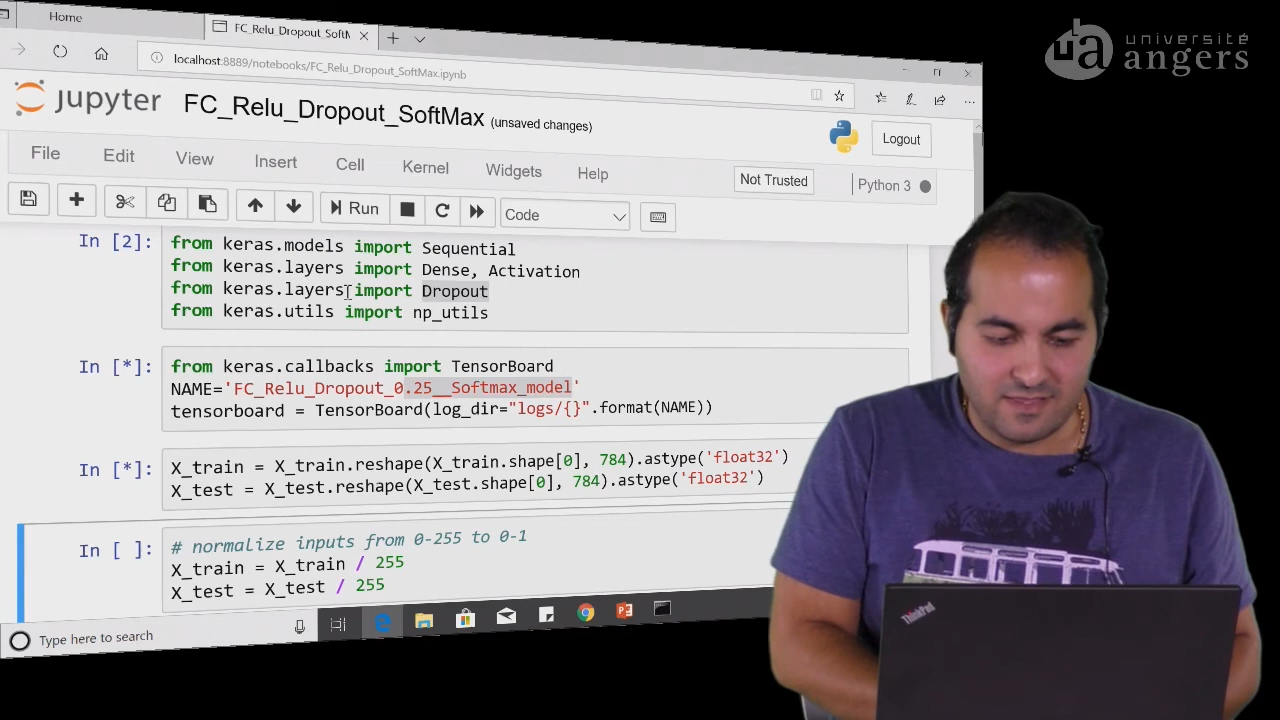 Home
FC_Relu_Dropout_SoftM
localhost:8889/notebooks/FC_Relu_Dropout_SoftMax.ipynb
université
angers
jupyter
FC_Relu_Dropout_SoftMax (unsaved changes)
Logout
File Edit View Insert Cell Kernel Widgets Help
Not Trusted
Python 3
Run
Code
In [2]:
from keras.models import Sequential
from keras.layers import Dense, Activation
from keras.layers import Dropout
from keras.utils import np_utils
In [*]:
from keras.callbacks import TensorBoard
NAME='FC_Relu_Dropout_0.25__Softmax_model'
tensorboard = TensorBoard(log_dir="logs/{}".format(NAME))
In [*]:
X_train = X_train.reshape(X_train.shape[0], 784).astype('float32')
X_test = X_test.reshape(X_test.shape[0], 784).astype('float32')
In [ ]:
# normalize inputs from 0-255 to 0-1
X_train = X_train / 255
X_test = X_test / 255
Type here to search
ThinkPad